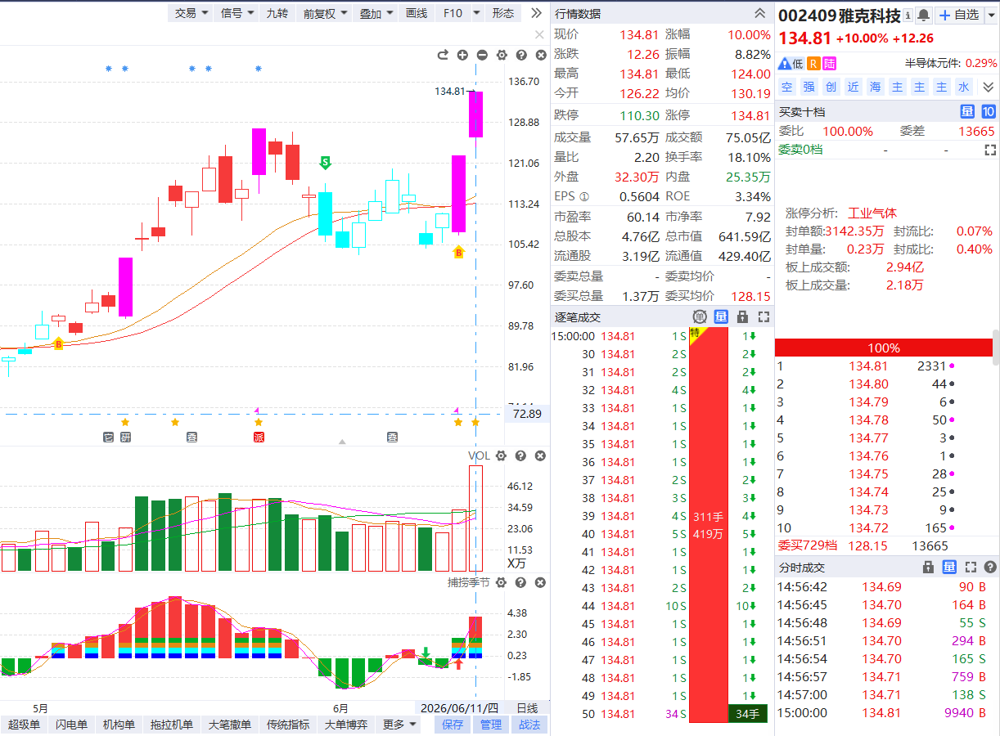 交易 信号 九转 前复权 叠加 画线 F10 形态
134.81
136.70
128.88
121.06
113.24
105.42
97.60
89.78
81.96
72.89
S
B
B
研 派
VOL
46.12
34.59
23.06
11.53
X万
捕捞季节
4.38
2.30
0.23
-1.85
5月 6月 2026/06/11/四 日线
超级单 闪电单 机构单 拖拉机单 大笔撤单 传统指标 大单博弈 更多 保存 管理 战法
行情数据
现价 134.81 涨幅 10.00%
涨跌 12.26 振幅 8.82%
最高 134.81 最低 124.00
今开 126.22 均价 130.19
跌停 110.30 涨停 134.81
成交量 57.65万 成交额 75.05亿
量比 2.20 换手率 18.10%
外盘 32.30万 内盘 25.35万
EPS ① 0.5604 ROE 3.34%
市盈率 60.14 市净率 7.92
总股本 4.76亿 总市值 641.59亿
流通股 3.19亿 流通值 429.40亿
委卖总量 - 委卖均价 -
委买总量 1.37万 委买均价 128.15
逐笔成交 量
15:00:00 134.81 1 S 特 1
30 134.81 2 S 2
31 134.81 2 S 2
32 134.81 4 S 4
33 134.81 1 S 1
34 134.81 1 S 1
35 134.81 1 S 1
36 134.81 1 S 1
37 134.81 2 S 2
38 134.81 3 S 3
39 134.81 4 S 311手 4
40 134.81 5 S 419万 5
41 134.81 1 S 1
42 134.81 1 S 1
43 134.81 2 S 2
44 134.81 10 S 10
45 134.81 1 S 1
46 134.81 1 S 1
47 134.81 1 S 1
48 134.81 1 S 1
49 134.81 1 S 1
50 134.81 34 S 34手
002409 雅克科技 自选
134.81 +10.00% +12.26
低 R 陆 半导体元件: 0.29%
空 强 创 近 海 主 主 主 水
买卖十档 量 10
委比 100.00% 委差 13665
委卖0档 - -
涨停分析: 工业气体
封单额:3142.35万 封流比: 0.07%
封单量: 0.23万 封成比: 0.40%
板上成交额: 2.94亿
板上成交量: 2.18万
100%
1 134.81 2331
2 134.80 44
3 134.79 6
4 134.78 50
5 134.77 3
6 134.76 1
7 134.75 28
8 134.74 25
9 134.73 9
10 134.72 165
委买729档 128.15 13665
分时成交 量
14:56:42 134.69 90 B
14:56:45 134.70 164 B
14:56:48 134.69 55 S
14:56:51 134.70 294 B
14:56:54 134.70 165 S
14:56:57 134.71 759 B
14:57:00 134.71 138 S
15:00:00 134.81 9940 B